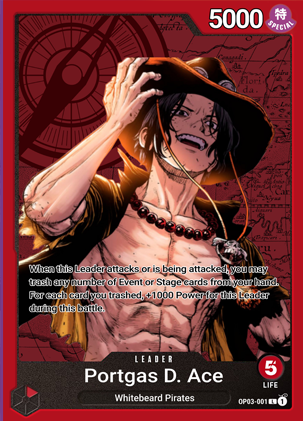 5000
特
SPECIAL
When this Leader attacks or is being attacked, you may
trash any number of Event or Stage cards from your hand.
For each card you trashed, +1000 Power for this Leader
during this battle.
LEADER
Portgas D. Ace
Whitebeard Pirates
5
LIFE
OP03-001 L 1